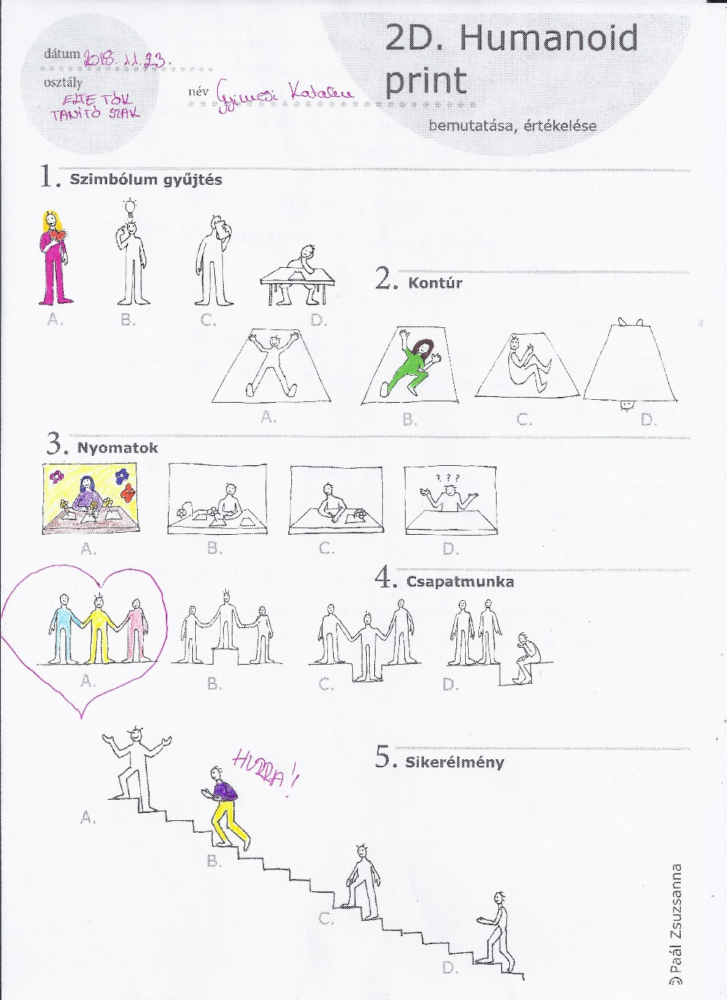 2D. Humanoid
print
bemutatása, értékelése
dátum 2018. 11. 23.
osztály
ELTE TÓK
TANÍTÓ SZAK
név Gyimesi Katalin
1. Szimbólum gyűjtés
A. B. C. D.
2. Kontúr
A. B. C. D.
3. Nyomatok
? ? ?
A. B. C. D.
4. Csapatmunka
A. B. C. D.
5. Sikerélmény
HURRA!
A.
B.
C.
D.
© Paál Zsuzsanna